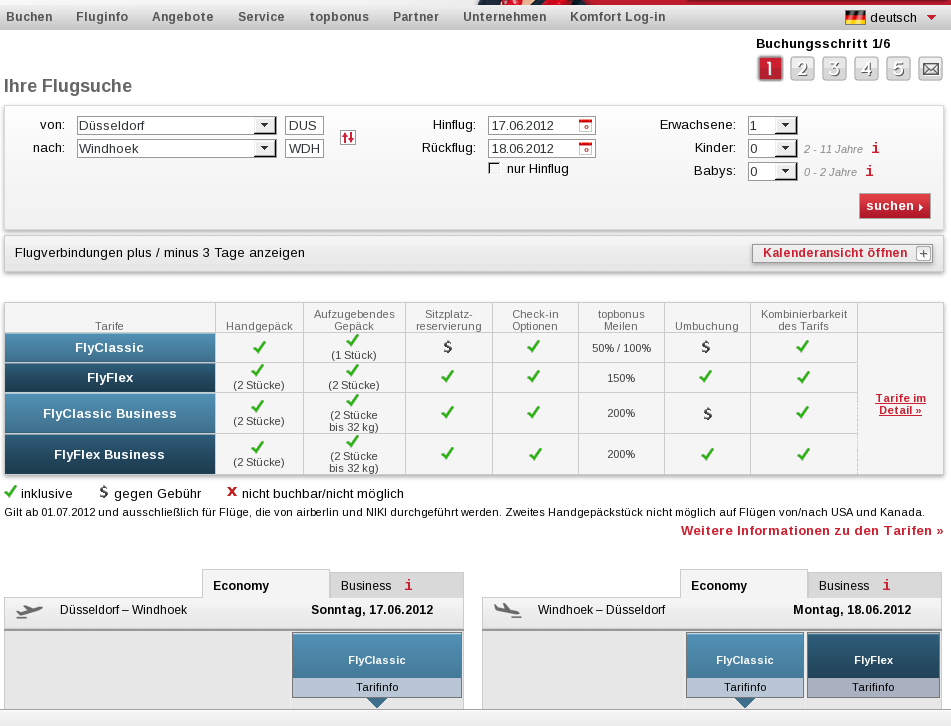 Buchen Fluginfo Angebote Service topbonus Partner Unternehmen Komfort Log-in deutsch
Buchungsschritt 1/6
1 2 3 4 5
Ihre Flugsuche
von: Düsseldorf DUS Hinflug: 17.06.2012 Erwachsene: 1
nach: Windhoek WDH Rückflug: 18.06.2012 Kinder: 0 2 - 11 Jahre i
nur Hinflug Babys: 0 0 - 2 Jahre i
suchen
Flugverbindungen plus / minus 3 Tage anzeigen Kalenderansicht öffnen +
Tarife Handgepäck Aufzugebendes Gepäck Sitzplatz-reservierung Check-in Optionen topbonus Meilen Umbuchung Kombinierbarkeit des Tarifs
FlyClassic (1 Stück) $ 50% / 100% $
FlyFlex (2 Stücke) (2 Stücke) 150%
FlyClassic Business (2 Stücke) (2 Stücke bis 32 kg) 200% $
Tarife im Detail »
FlyFlex Business (2 Stücke) (2 Stücke bis 32 kg) 200%
inklusive $ gegen Gebühr x nicht buchbar/nicht möglich
Gilt ab 01.07.2012 und ausschließlich für Flüge, die von airberlin und NIKI durchgeführt werden. Zweites Handgepäckstück nicht möglich auf Flügen von/nach USA und Kanada.
Weitere Informationen zu den Tarifen »
Economy Business i
Düsseldorf – Windhoek Sonntag, 17.06.2012
FlyClassic
Tarifinfo
Economy Business i
Windhoek – Düsseldorf Montag, 18.06.2012
FlyClassic FlyFlex
Tarifinfo Tarifinfo